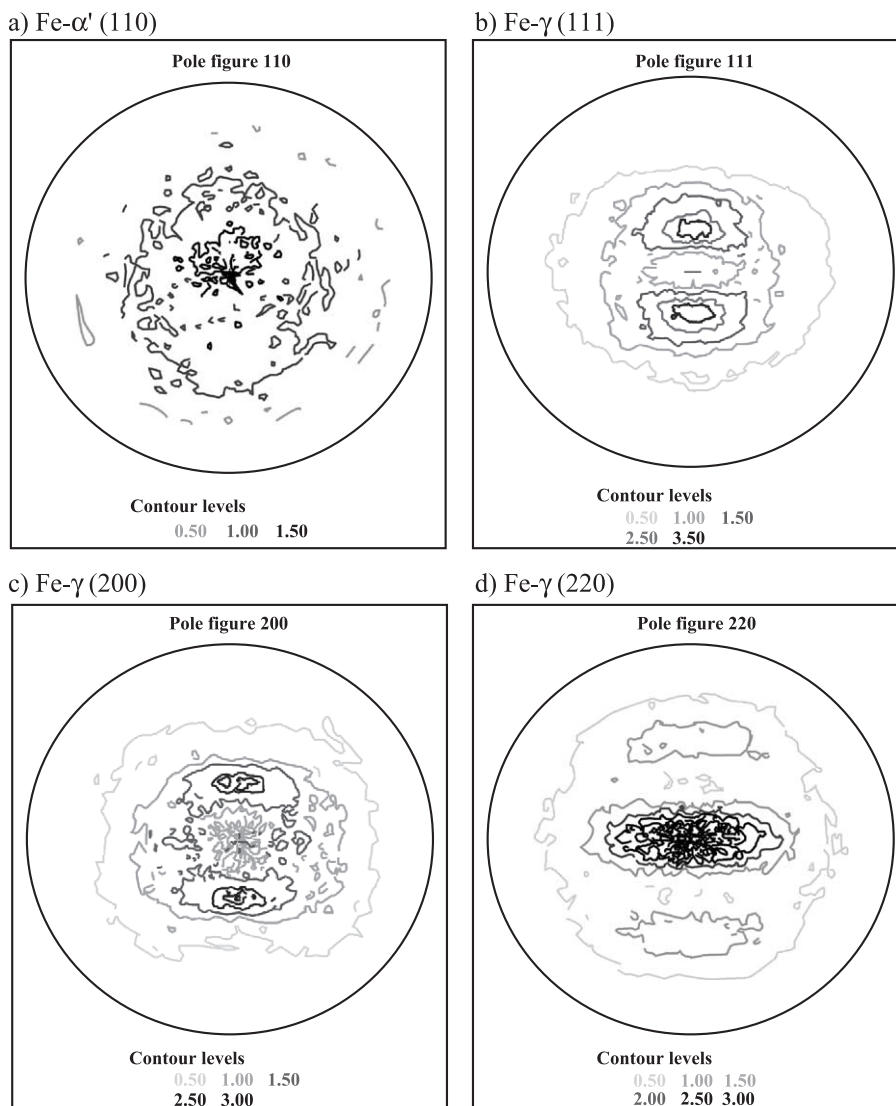 a) Fe-α' (110)
Pole figure 110
Contour levels
0.50 1.00 1.50
b) Fe-γ (111)
Pole figure 111
Contour levels
0.50 1.00 1.50
2.50 3.50
c) Fe-γ (200)
Pole figure 200
Contour levels
0.50 1.00 1.50
2.50 3.00
d) Fe-γ (220)
Pole figure 220
Contour levels
0.50 1.00 1.50
2.00 2.50 3.00